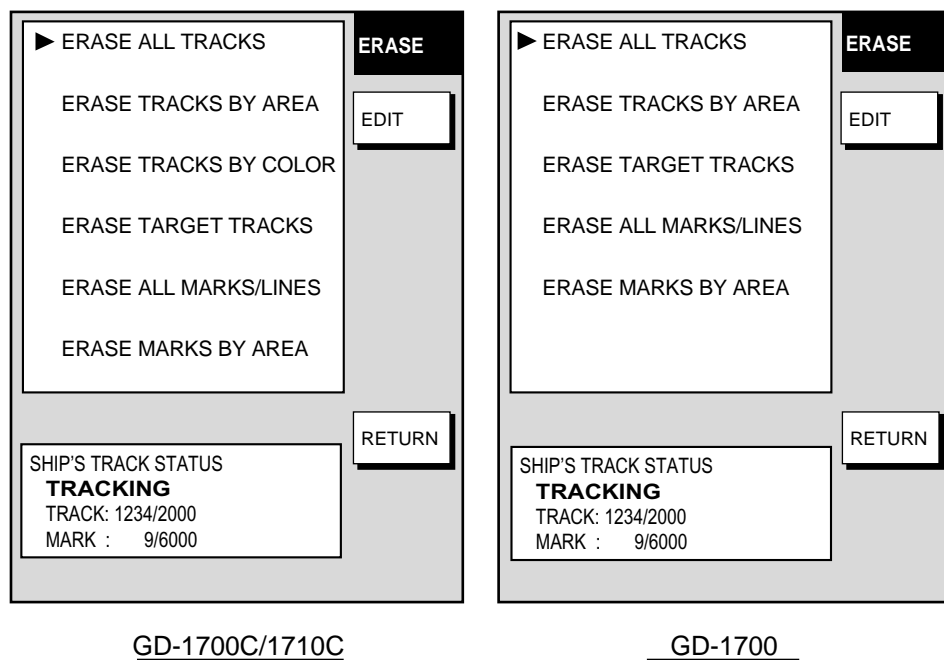 ▶ ERASE ALL TRACKS
ERASE TRACKS BY AREA
ERASE TRACKS BY COLOR
ERASE TARGET TRACKS
ERASE ALL MARKS/LINES
ERASE MARKS BY AREA
ERASE
EDIT
RETURN
SHIP'S TRACK STATUS
TRACKING
TRACK: 1234/2000
MARK : 9/6000
GD-1700C/1710C
▶ ERASE ALL TRACKS
ERASE TRACKS BY AREA
ERASE TARGET TRACKS
ERASE ALL MARKS/LINES
ERASE MARKS BY AREA
ERASE
EDIT
RETURN
SHIP'S TRACK STATUS
TRACKING
TRACK: 1234/2000
MARK : 9/6000
GD-1700